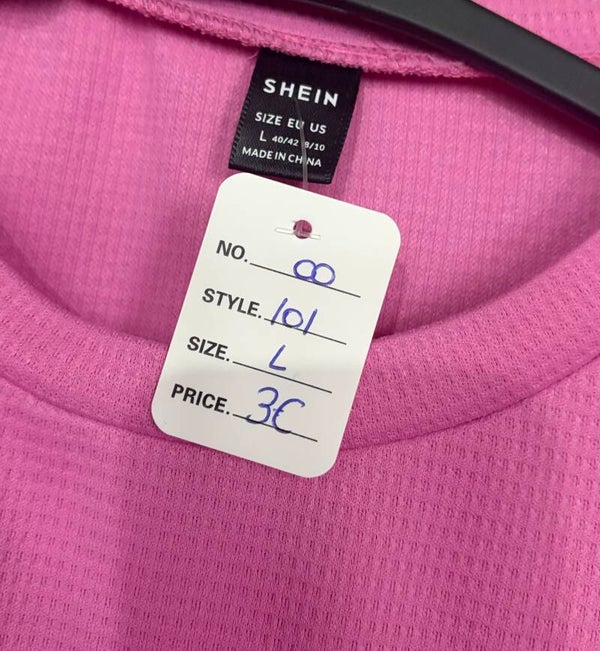 SHEIN
SIZE EU US
L 40/42 8/10
MADE IN CHINA
NO. 00
STYLE. 101
SIZE. L
PRICE. 3€